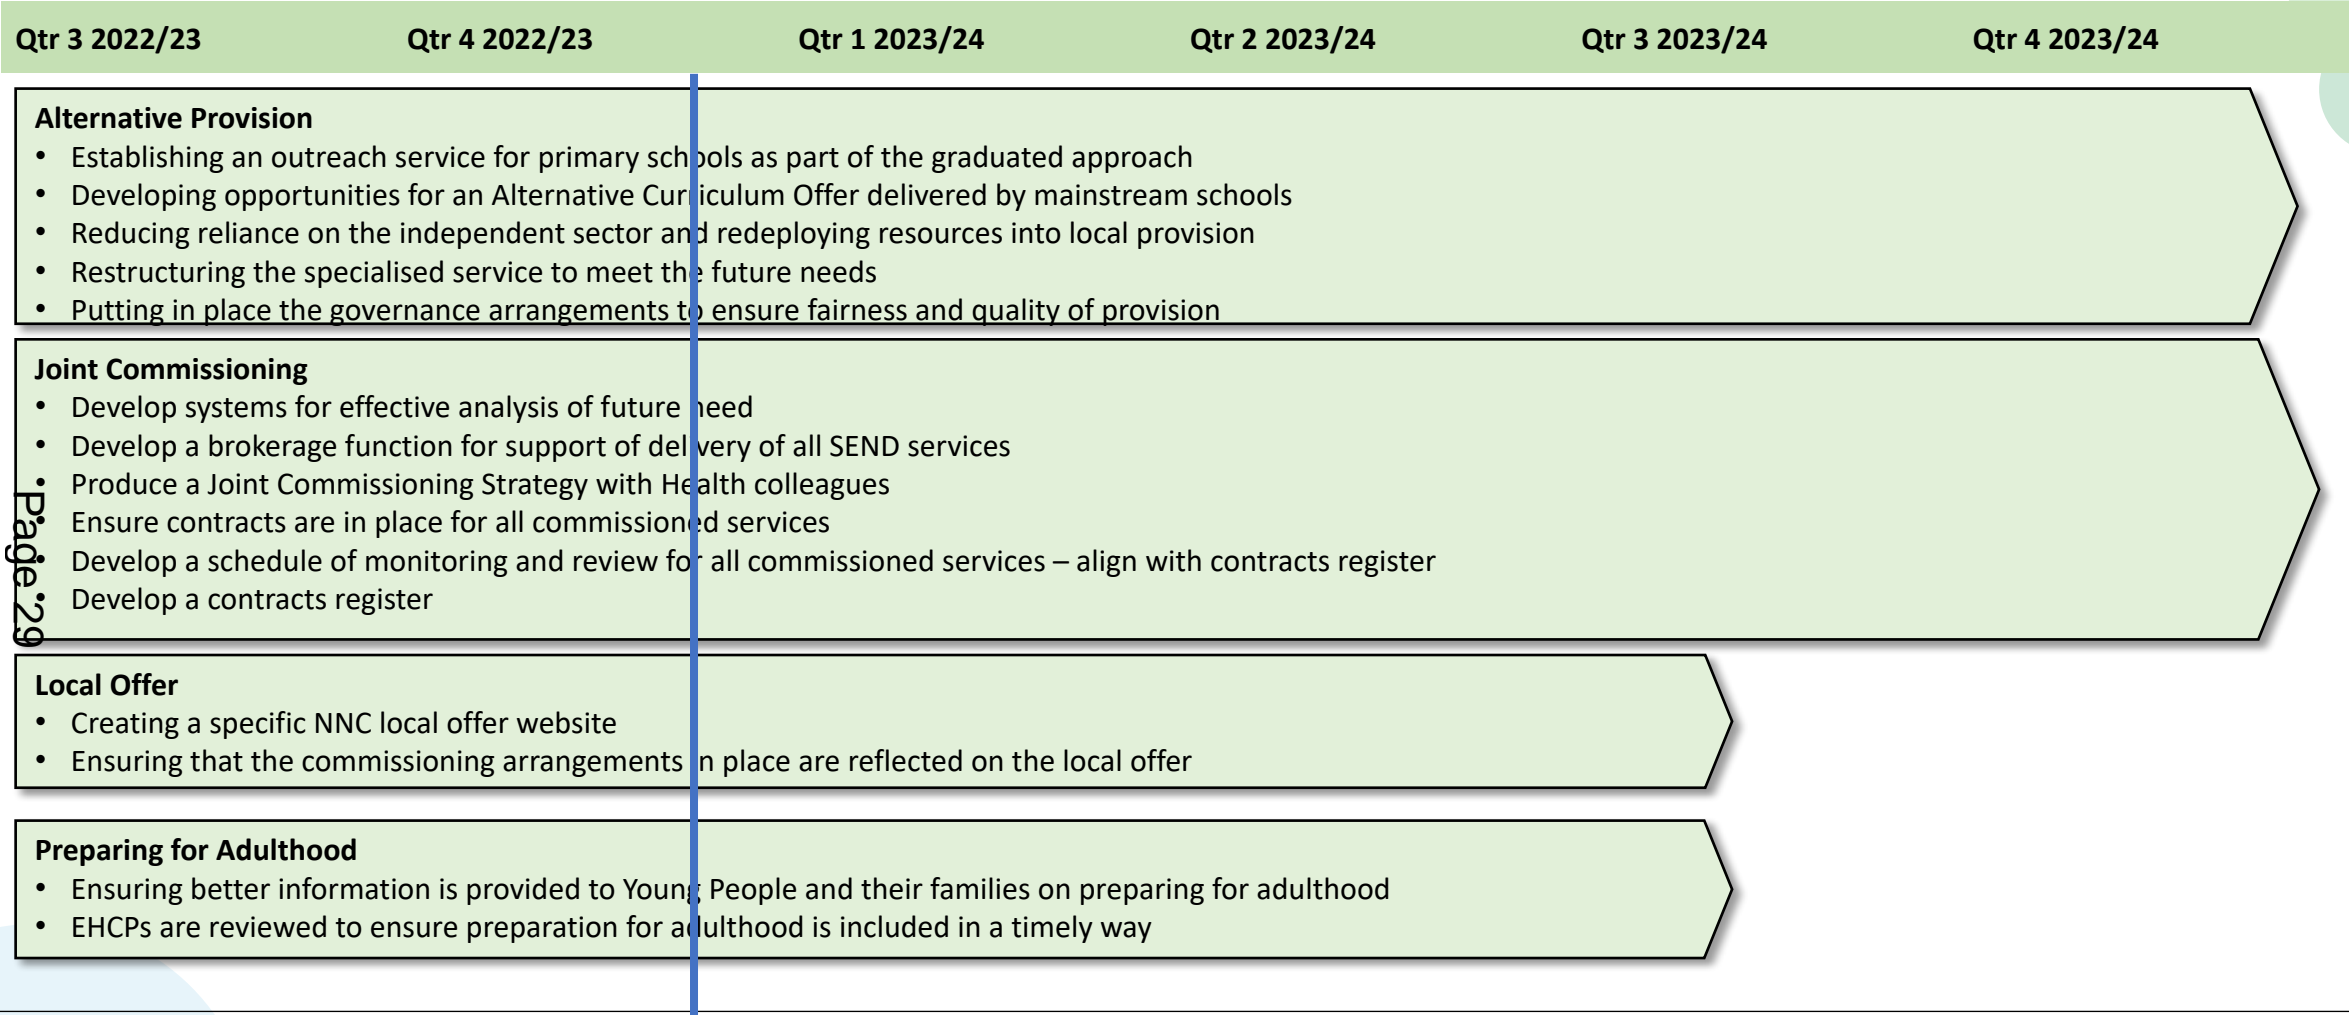 Qtr 3 2022/23 Qtr 4 2022/23 Qtr 1 2023/24 Qtr 2 2023/24 Qtr 3 2023/24 Qtr 4 2023/24
Alternative Provision
• Establishing an outreach service for primary schools as part of the graduated approach
• Developing opportunities for an Alternative Curriculum Offer delivered by mainstream schools
• Reducing reliance on the independent sector and redeploying resources into local provision
• Restructuring the specialised service to meet the future needs
• Putting in place the governance arrangements to ensure fairness and quality of provision
Joint Commissioning
• Develop systems for effective analysis of future need
• Develop a brokerage function for support of delivery of all SEND services
• Produce a Joint Commissioning Strategy with Health colleagues
• Ensure contracts are in place for all commissioned services
• Develop a schedule of monitoring and review for all commissioned services – align with contracts register
• Develop a contracts register
Page 29
Local Offer
• Creating a specific NNC local offer website
• Ensuring that the commissioning arrangements in place are reflected on the local offer
Preparing for Adulthood
• Ensuring better information is provided to Young People and their families on preparing for adulthood
• EHCPs are reviewed to ensure preparation for adulthood is included in a timely way